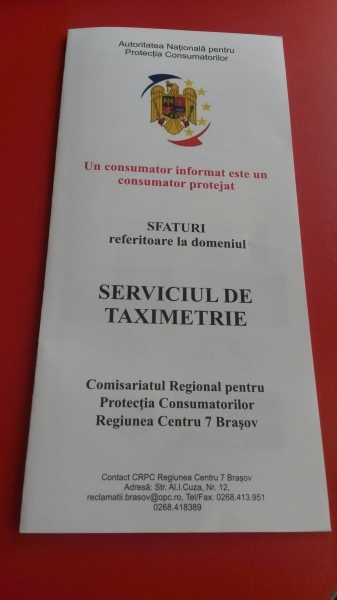 Autoritatea Națională pentru
Protecția Consumatorilor
Un consumator informat este un
consumator protejat
SFATURI
referitoare la domeniul
SERVICIUL DE
TAXIMETRIE
Comisariatul Regional pentru
Protecția Consumatorilor
Regiunea Centru 7 Brașov
Contact CRPC Regiunea Centru 7 Brașov
Adresă: Str. Al.I.Cuza, Nr. 12,
reclamatii.brasov@opc.ro, Tel/Fax: 0268.413.951
0268.418389